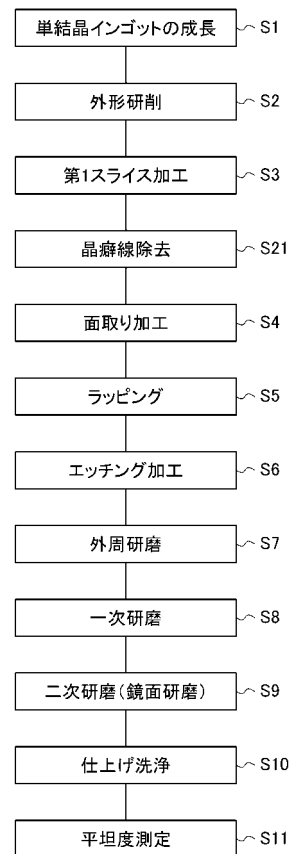 単結晶インゴットの成長 S1
外形研削 S2
第1スライス加工 S3
晶癖線除去 S21
面取り加工 S4
ラッピング S5
エッチング加工 S6
外周研磨 S7
一次研磨 S8
二次研磨(鏡面研磨) S9
仕上げ洗浄 S10
平坦度測定 S11